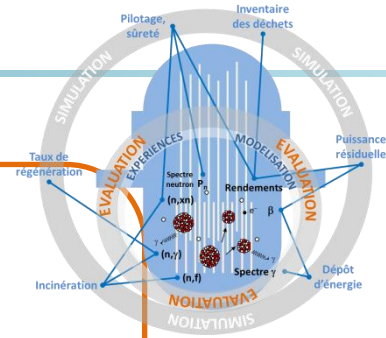 Pilotage,
sûreté
Inventaire
des déchets
SIMULATION
SIMULATION
EVALUATION
EXPERIENCES
MODELISATION
EVALUATION
Puissance
résiduelle
Taux de
régénération
Spectre
neutron
Pn
Rendements
(n,xn)
e-
β
γ
(n,γ)
γ
Spectre γ
(n,f)
Incinération
Dépôt
d'énergie
EVALUATION
SIMULATION